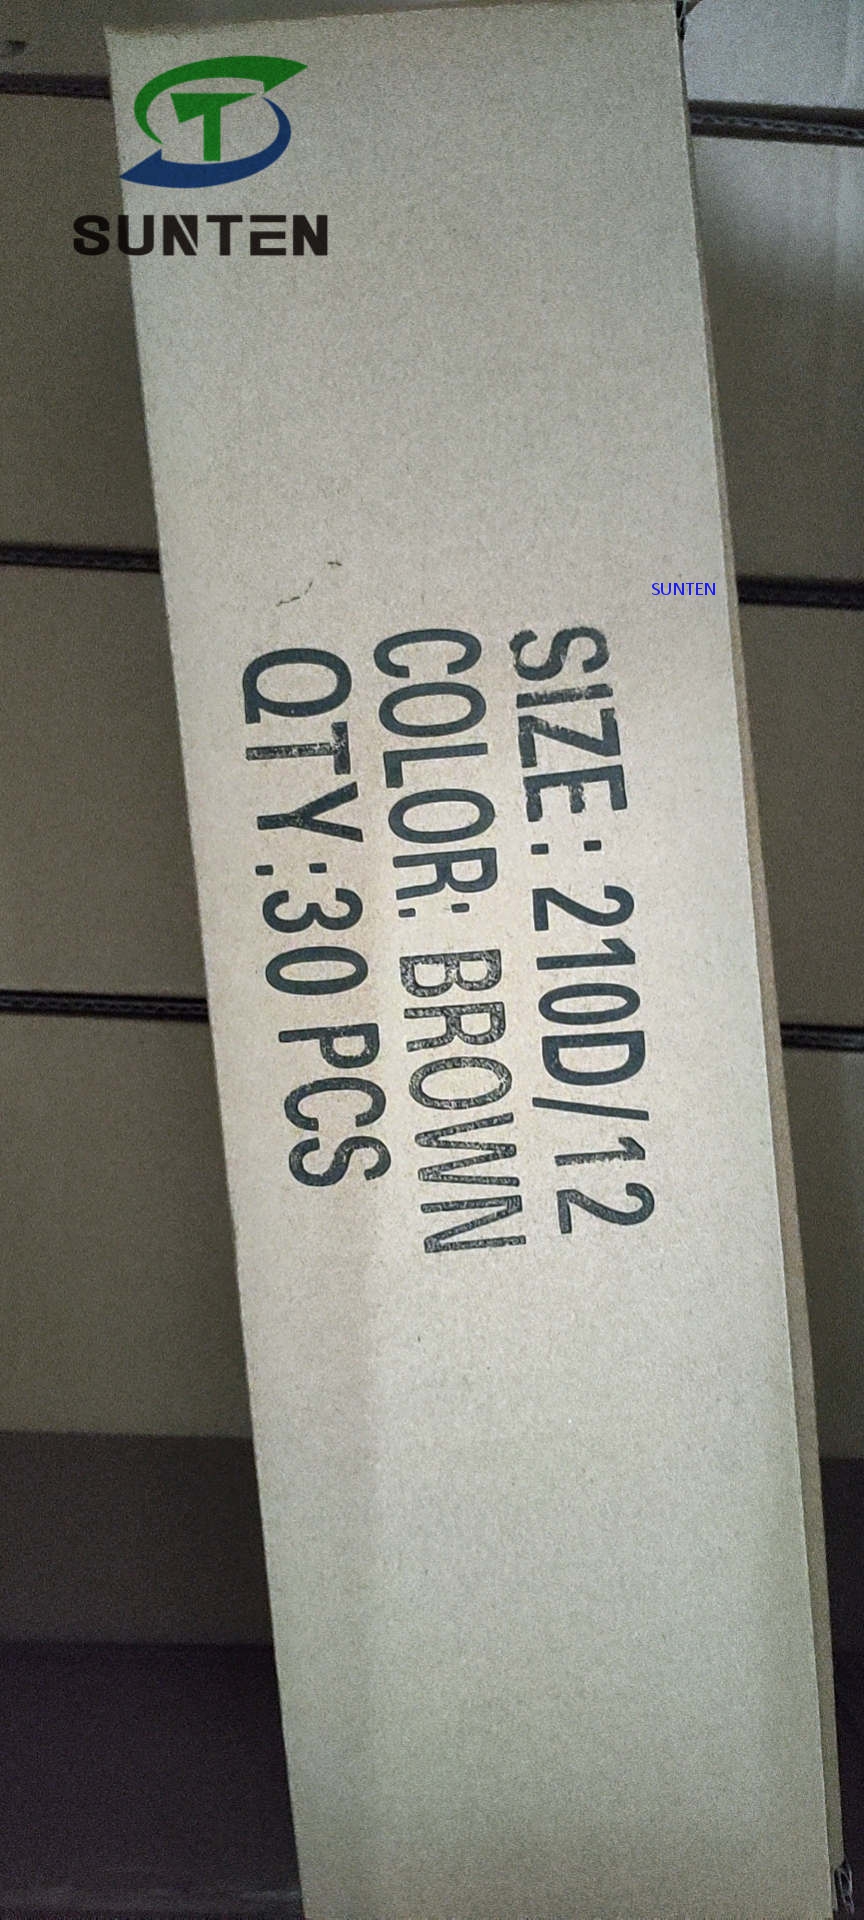 SUNTEN
SUNTEN
SIZE: 210D/12
COLOR: BROWN
QTY:30 PCS